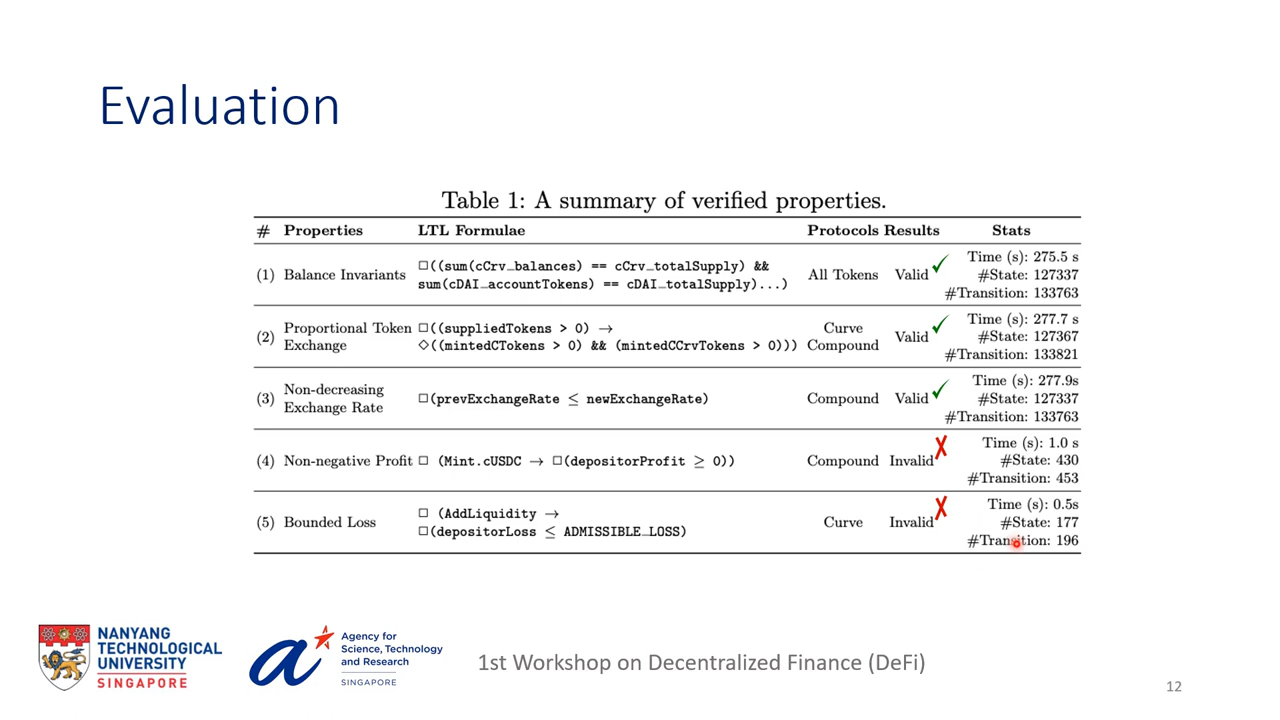 Evaluation
Table 1: A summary of verified properties.
# Properties LTL Formulae Protocols Results Stats
(1) Balance Invariants □((sum(cCrv_balances) == cCrv_totalSupply) && sum(cDAI_accountTokens) == cDAI_totalSupply)...) All Tokens Valid ✓ Time (s): 275.5 s #State: 127337 #Transition: 133763
(2) Proportional Token Exchange □((suppliedTokens > 0) → ◇((mintedCTokens > 0) && (mintedCCrvTokens > 0))) Curve Compound Valid ✓ Time (s): 277.7 s #State: 127367 #Transition: 133821
(3) Non-decreasing Exchange Rate □(prevExchangeRate ≤ newExchangeRate) Compound Valid ✓ Time (s): 277.9s #State: 127337 #Transition: 133763
(4) Non-negative Profit □ (Mint.cUSDC → □(depositorProfit ≥ 0)) Compound Invalid ✗ Time (s): 1.0 s #State: 430 #Transition: 453
(5) Bounded Loss □ (AddLiquidity → □(depositorLoss ≤ ADMISSIBLE_LOSS) Curve Invalid ✗ Time (s): 0.5s #State: 177 #Transition: 196
NANYANG
TECHNOLOGICAL
UNIVERSITY
SINGAPORE
Agency for
Science, Technology
and Research
SINGAPORE
1st Workshop on Decentralized Finance (DeFi)
12